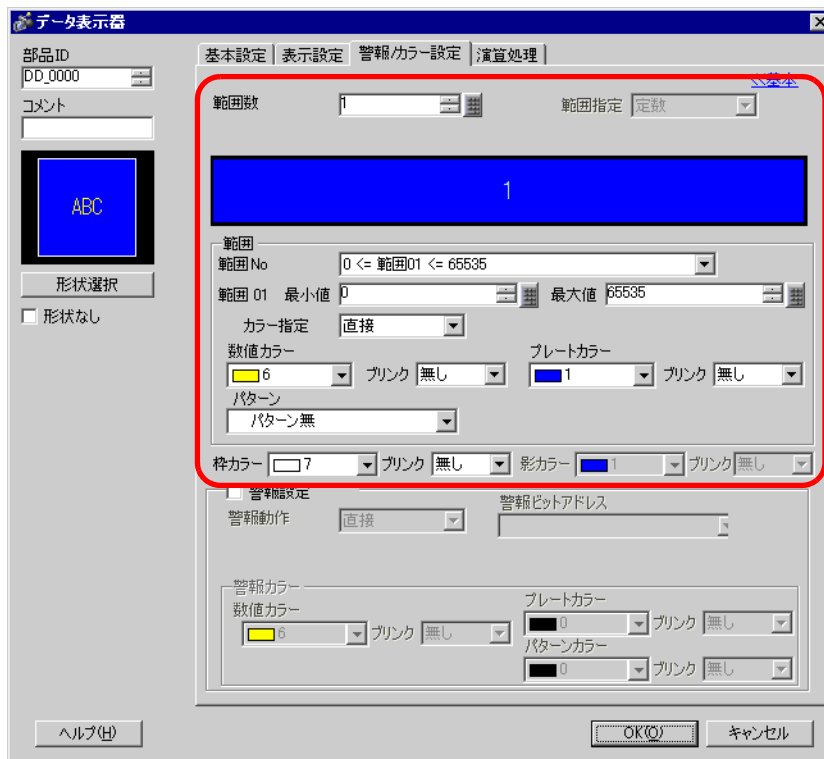 データ表示器
部品ID
DD_0000
コメント
ABC
形状選択
形状なし
基本設定 表示設定 警報/カラー設定 演算処理
<<基本
範囲数 1 範囲指定 定数
1
範囲
範囲No 0 <= 範囲01 <= 65535
範囲 01 最小値 0 最大値 65535
カラー指定 直接
数値カラー プレートカラー
6 ブリンク 無し 1 ブリンク 無し
パターン
パターン無
枠カラー 7 ブリンク 無し 影カラー 1 ブリンク 無し
警報設定
警報動作 直接 警報ビットアドレス
警報カラー
数値カラー プレートカラー
6 ブリンク 無し 0 ブリンク 無し
パターンカラー
0 ブリンク 無し
ヘルプ(H) OK(O) キャンセル